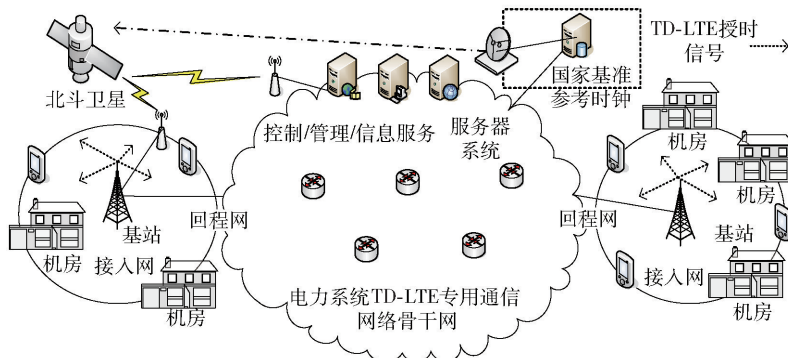 TD-LTE授时
信号
国家基准
参考时钟
北斗卫星
控制/管理/信息服务
服务器
系统
机房
机房
机房
基站
接入网
机房
回程网
回程网
基站
接入网
机房
电力系统TD-LTE专用通信
网络骨干网